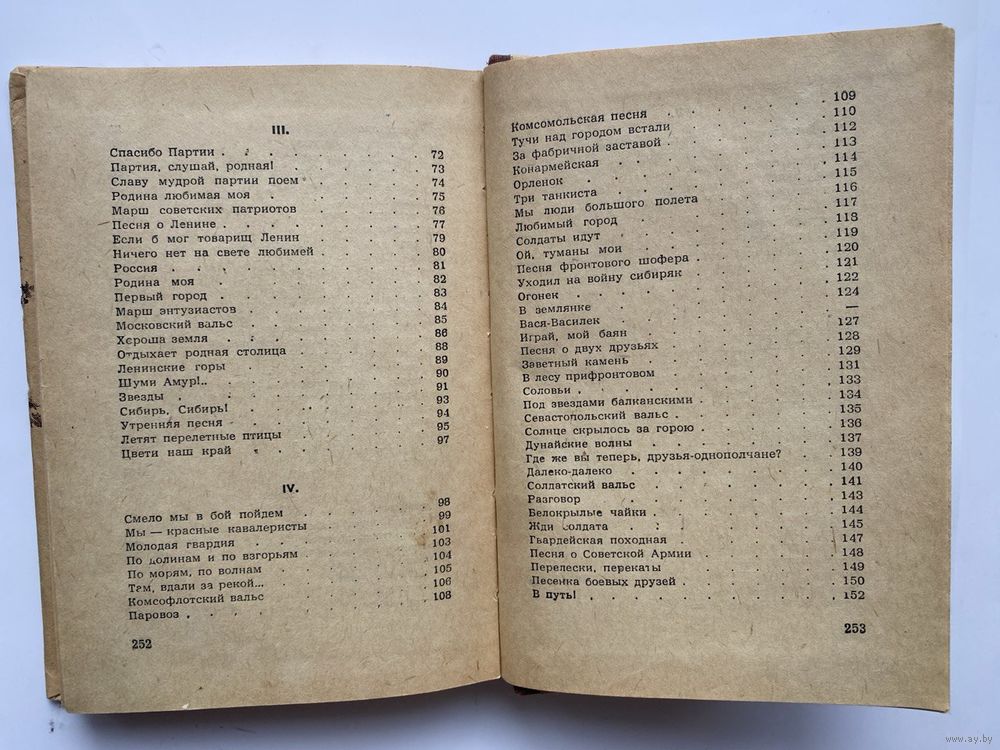 III.
Спасибо Партии . . . . . . . 72
Партия, слушай, родная! . . . . . 73
Славу мудрой партии поем . . . . . 74
Родина любимая моя . . . . . 75
Марш советских патриотов . . . . . 76
Песня о Ленине . . . . . . 77
Если б мог товарищ Ленин . . . . . 79
Ничего нет на свете любимей . . . . . 80
Россия . . . . . . . 81
Родина моя . . . . . . 82
Первый город . . . . . . 83
Марш энтузиастов . . . . . 84
Московский вальс . . . . . 85
Хероша земля . . . . . . 86
Отдыхает родная столица . . . . . 88
Ленинские горы . . . . . 89
Шуми Амур!.. . . . . . 90
Звезды . . . . . . . 91
Сибирь, Сибирь! . . . . . 93
Утренняя песня . . . . . 94
Летят перелетные птицы . . . . . 95
Цвети наш край . . . . . 97
IV.
Смело мы в бой пойдем . . . . . 98
Мы — красные кавалеристы . . . . . 99
Молодая гвардия . . . . . 101
По долинам и по взгорьям . . . . . 103
По морям, по волнам . . . . . 104
Там, вдали за рекой... . . . . . 105
Комсофлотский вальс . . . . . 106
Паровоз . . . . . . . 108
252
Комсомольская песня . . . . . 109
Тучи над городом встали . . . . . 110
За фабричной заставой . . . . . 112
Конармейская . . . . . . 113
Орленок . . . . . . . 114
Три танкиста . . . . . . 115
Мы люди большого полета . . . . . 116
Любимый город . . . . . 117
Солдаты идут . . . . . . 118
Ой, туманы мои . . . . . 119
Песня фронтового шофера . . . . . 120
Уходил на войну сибиряк . . . . . 121
Огонек . . . . . . . 122
В землянке . . . . . . 124
Вася-Василек . . . . . . —
Играй, мой баян . . . . . 127
Песня о двух друзьях . . . . . 128
Заветный камень . . . . . 129
В лесу прифронтовом . . . . . 131
Соловьи . . . . . . . 133
Под звездами балканскими . . . . . 134
Севастопольский вальс . . . . . 135
Солнце скрылось за горою . . . . . 136
Дунайские волны . . . . . 137
Где же вы теперь, друзья-однополчане? . . . 139
Далеко-далеко . . . . . . 140
Солдатский вальс . . . . . 141
Разговор . . . . . . . 143
Белокрылые чайки . . . . . 144
Жди солдата . . . . . . 145
Гвардейская походная . . . . . 147
Песня о Советской Армии . . . . . 148
Перелески, перекаты . . . . . 149
Песенка боевых друзей . . . . . 150
В путь! . . . . . . . 152
253
www.ay.by